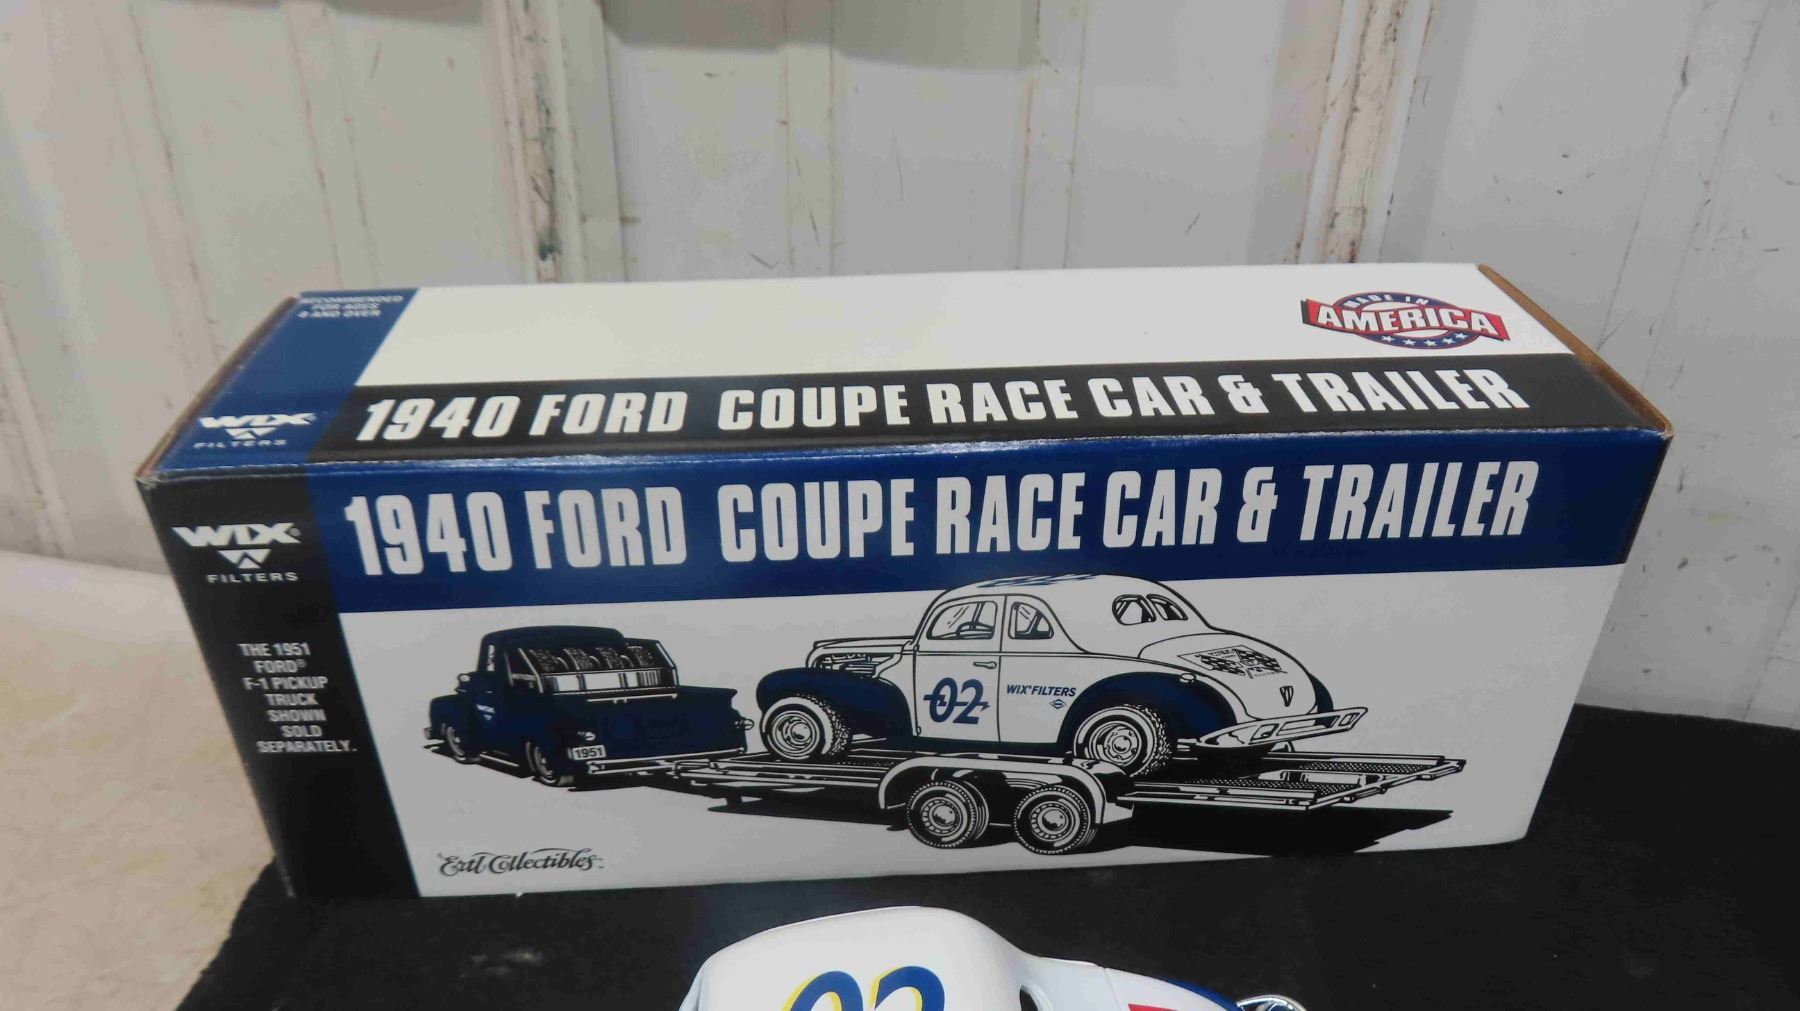 RECOMMENDED
FOR AGES
8 AND OVER
MADE IN
AMERICA
WIX
FILTERS
1940 FORD COUPE RACE CAR & TRAILER
1940 FORD COUPE RACE CAR & TRAILER
WIX®
FILTERS
THE 1951
FORD®
F-1 PICKUP
TRUCK
SHOWN
SOLD
SEPARATELY.
02
WIX® FILTERS
1951
Ertl Collectibles™
02